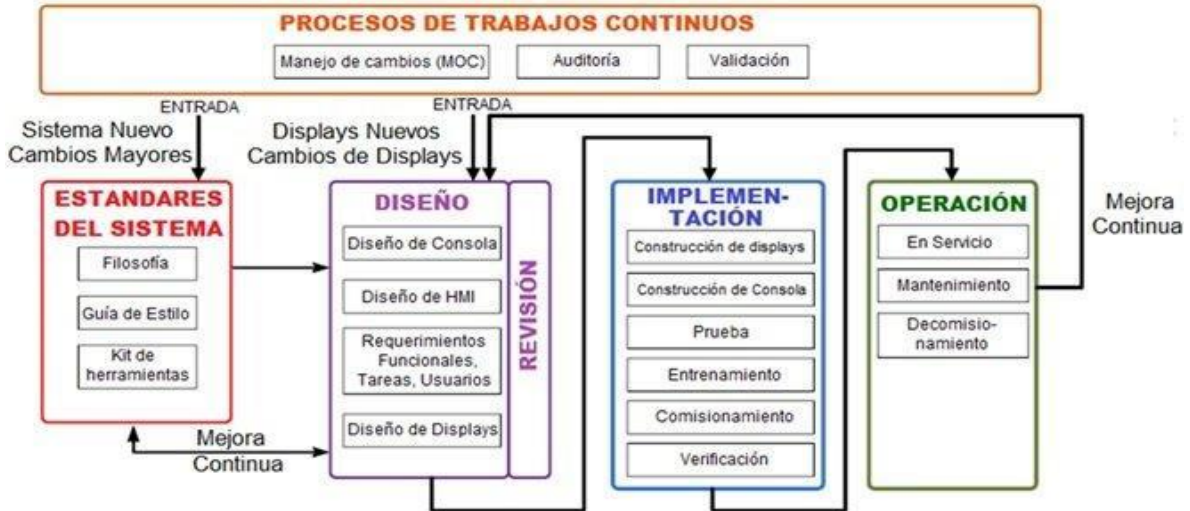 PROCESOS DE TRABAJOS CONTINUOS
Manejo de cambios (MOC)
Auditoría
Validación
ENTRADA
Sistema Nuevo
Cambios Mayores
ENTRADA
Displays Nuevos
Cambios de Displays
ESTANDARES
DEL SISTEMA
Filosofía
Guía de Estilo
Kit de
herramientas
Mejora
Continua
DISEÑO
Diseño de Consola
Diseño de HMI
Requerimientos
Funcionales,
Tareas, Usuarios
Diseño de Displays
REVISIÓN
IMPLEMEN-
TACIÓN
Construcción de displays
Construcción de Consola
Prueba
Entrenamiento
Comisionamiento
Verificación
OPERACIÓN
En Servicio
Mantenimiento
Decomisio-
namiento
Mejora
Continua